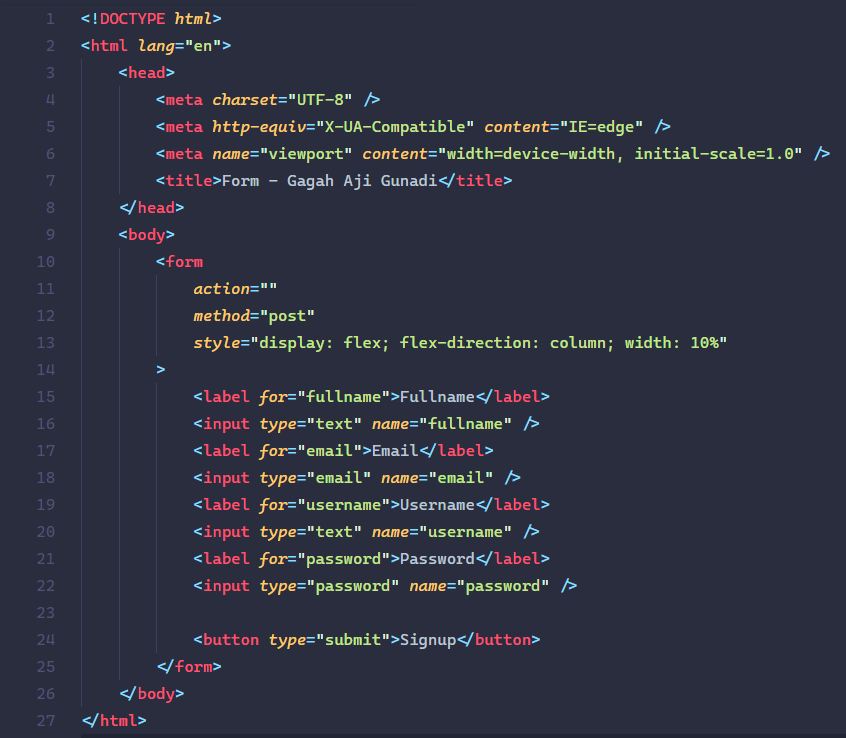 1 <!DOCTYPE html>
2 <html lang="en">
3 <head>
4 <meta charset="UTF-8" />
5 <meta http-equiv="X-UA-Compatible" content="IE=edge" />
6 <meta name="viewport" content="width=device-width, initial-scale=1.0" />
7 <title>Form - Gagah Aji Gunadi</title>
8 </head>
9 <body>
10 <form
11 action=""
12 method="post"
13 style="display: flex; flex-direction: column; width: 10%"
14 >
15 <label for="fullname">Fullname</label>
16 <input type="text" name="fullname" />
17 <label for="email">Email</label>
18 <input type="email" name="email" />
19 <label for="username">Username</label>
20 <input type="text" name="username" />
21 <label for="password">Password</label>
22 <input type="password" name="password" />
23
24 <button type="submit">Signup</button>
25 </form>
26 </body>
27 </html>